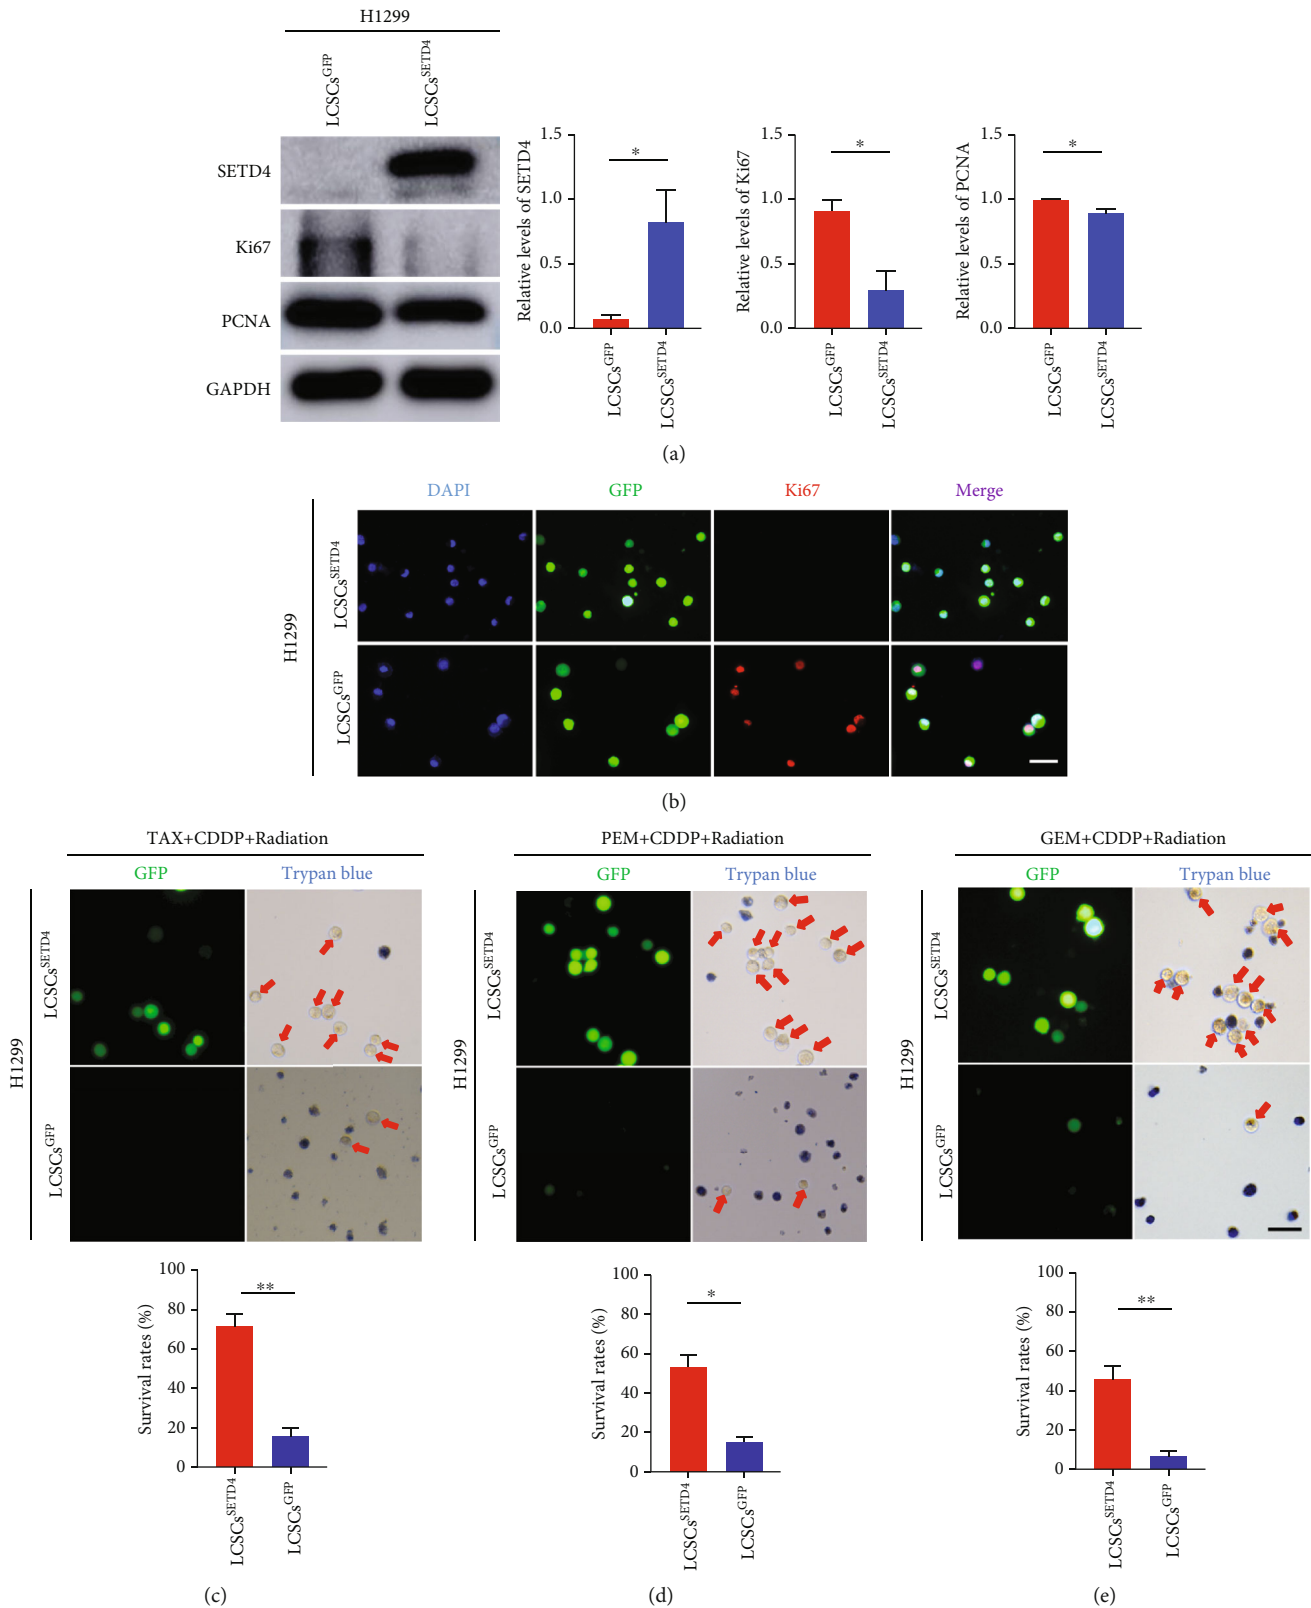 H1299
LCSCsGFP
LCSCsSETD4
SETD4
Ki67
PCNA
GAPDH
Relative levels of SETD4
1.5
1.0
0.5
0.0
*
LCSCsGFP
LCSCsSETD4
Relative levels of Ki67
1.5
1.0
0.5
0.0
*
LCSCsGFP
LCSCsSETD4
Relative levels of PCNA
1.5
1.0
0.5
0.0
*
LCSCsGFP
LCSCsSETD4
(a)
DAPI
GFP
Ki67
Merge
H1299
LCSCsSETD4
LCSCsGFP
(b)
TAX+CDDP+Radiation
GFP
Trypan blue
H1299
LCSCsSETD4
LCSCsGFP
Survival rates (%)
100
80
60
40
20
0
**
LCSCsSETD4
LCSCsGFP
(c)
PEM+CDDP+Radiation
GFP
Trypan blue
H1299
LCSCsSETD4
LCSCsGFP
Survival rates (%)
100
80
60
40
20
0
*
LCSCsSETD4
LCSCsGFP
(d)
GEM+CDDP+Radiation
GFP
Trypan blue
H1299
LCSCsSETD4
LCSCsGFP
Survival rates (%)
100
80
60
40
20
0
**
LCSCsSETD4
LCSCsGFP
(e)